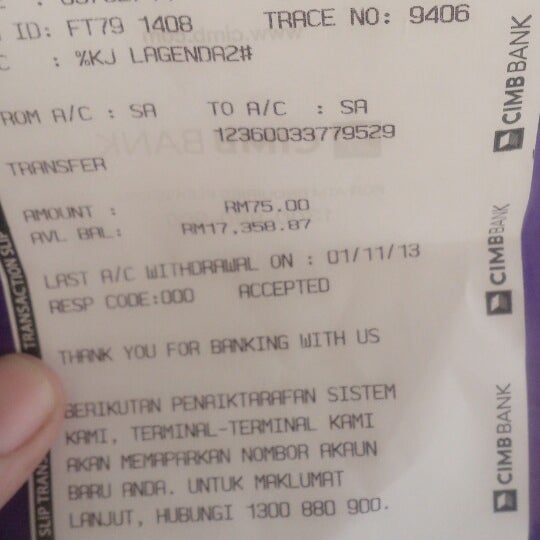 ID: FT79 1408 TRACE NO: 9406
: %KJ LAGENDA2#
ROM A/C : SA TO A/C : SA
12360033779529
TRANSFER
AMOUNT : RM75.00
AVL BAL: RM17,358.87
LAST A/C WITHDRAWAL ON : 01/11/13
RESP CODE:000 ACCEPTED
THANK YOU FOR BANKING WITH US
BERIKUTAN PENAIKTARAFAN SISTEM
KAMI, TERMINAL-TERMINAL KAMI
AKAN MEMAPARKAN NOMBOR AKAUN
BARU ANDA. UNTUK MAKLUMAT
LANJUT, HUBUNGI 1300 880 900.
CIMB BANK
CIMB BANK
CIMB BANK
TRANSACTION SLIP
SLIP TRAN